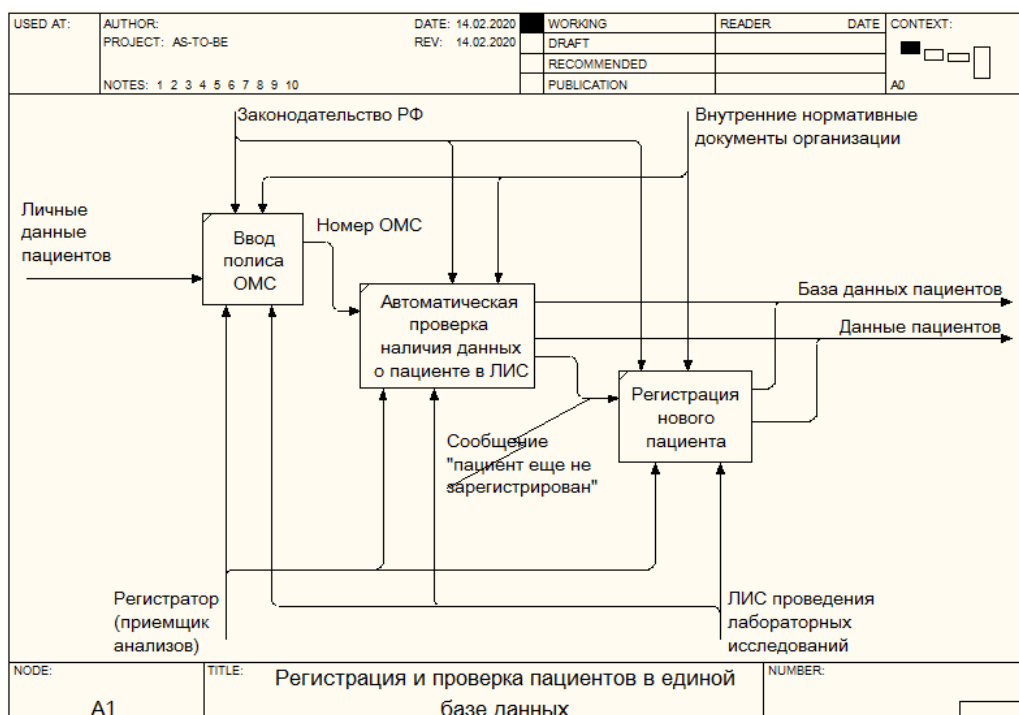 USED AT:
AUTHOR:
DATE: 14.02.2020
PROJECT: AS-TO-BE
REV: 14.02.2020
NOTES: 1 2 3 4 5 6 7 8 9 10
WORKING
DRAFT
RECOMMENDED
PUBLICATION
READER
DATE
CONTEXT:
A0
Законодательство РФ
Внутренние нормативные
документы организации
Личные
данные
пациентов
Ввод
полиса
ОМС
Номер ОМС
Автоматическая
проверка
наличия данных
о пациенте в ЛИС
База данных пациентов
Данные пациентов
Регистрация
нового
пациента
Сообщение
"пациент еще не
зарегистрирован"
Регистратор
(приемщик
анализов)
ЛИС проведения
лабораторных
исследований
NODE:
A1
TITLE:
Регистрация и проверка пациентов в единой
базе данных
NUMBER: